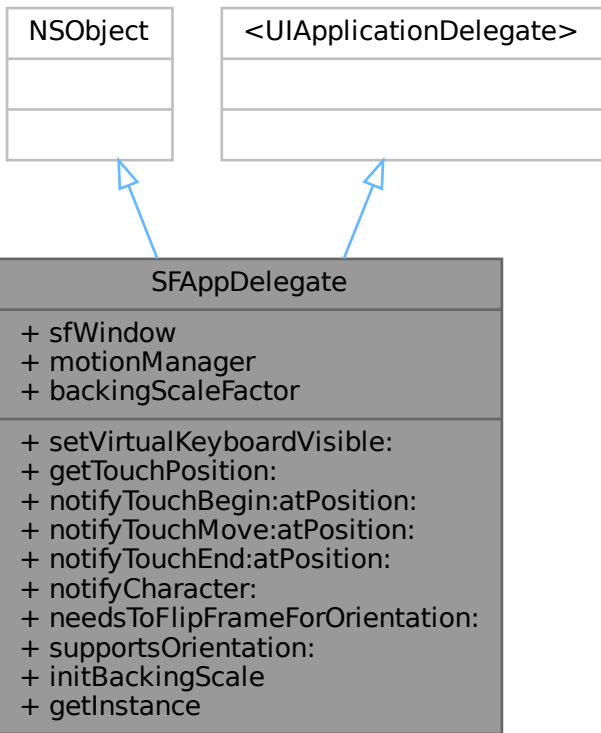 NSObject
<UIApplicationDelegate>
SFAppDelegate
+ sfWindow
+ motionManager
+ backingScaleFactor
+ setVirtualKeyboardVisible:
+ getTouchPosition:
+ notifyTouchBegin:atPosition:
+ notifyTouchMove:atPosition:
+ notifyTouchEnd:atPosition:
+ notifyCharacter:
+ needsToFlipFrameForOrientation:
+ supportsOrientation:
+ initBackingScale
+ getInstance